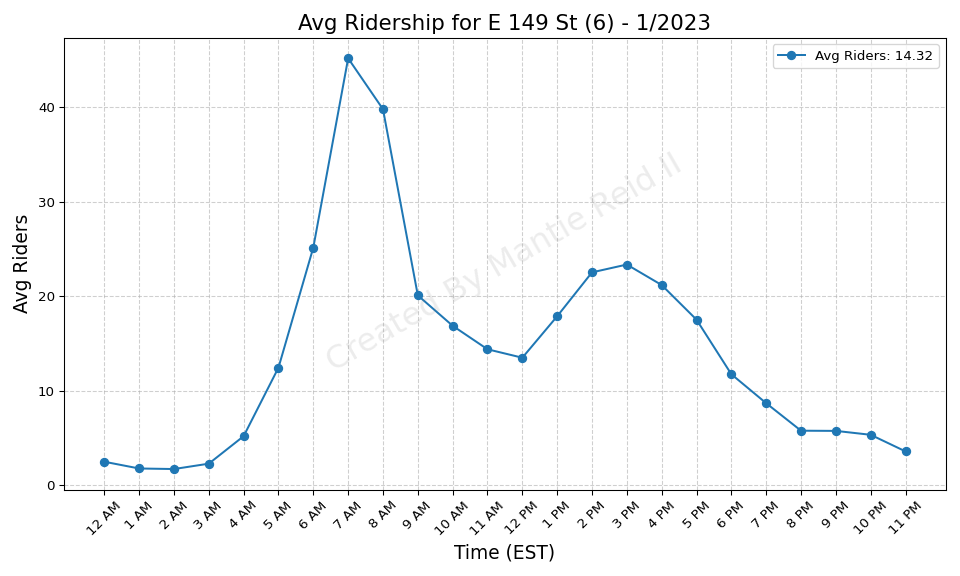 Avg Ridership for E 149 St (6) - 1/2023
Avg Riders: 14.32
Avg Riders
40
30
20
10
0
Created By Mantie Reid II
12 AM
1 AM
2 AM
3 AM
4 AM
5 AM
6 AM
7 AM
8 AM
9 AM
10 AM
11 AM
12 PM
1 PM
2 PM
3 PM
4 PM
5 PM
6 PM
7 PM
8 PM
9 PM
10 PM
11 PM
Time (EST)